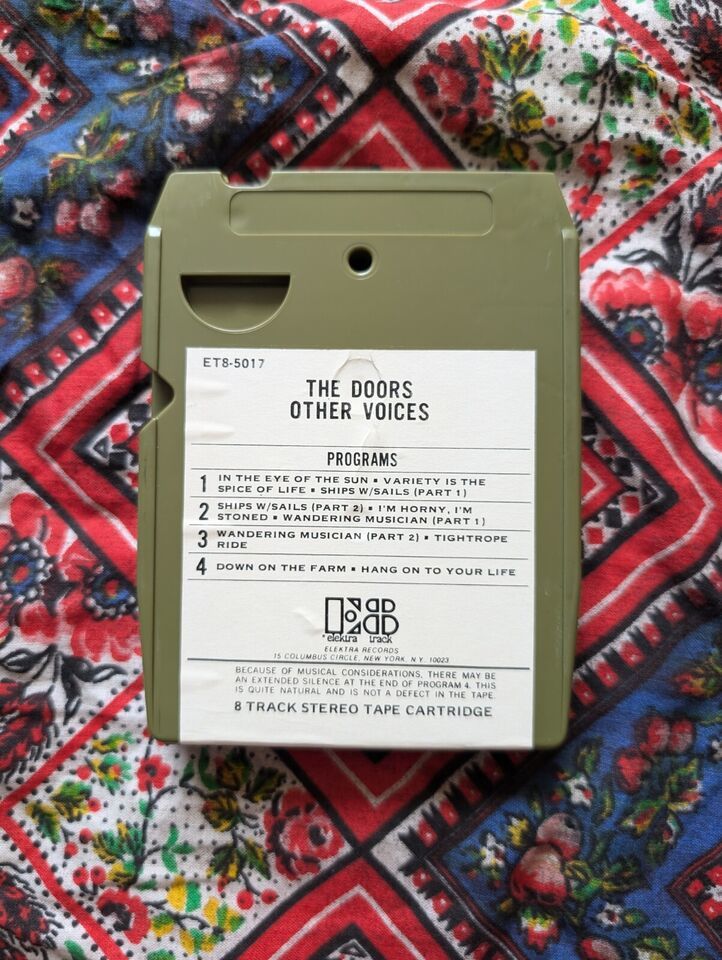 ET8-5017
THE DOORS
OTHER VOICES
PROGRAMS
1 IN THE EYE OF THE SUN ▪ VARIETY IS THE
SPICE OF LIFE ▪ SHIPS W/SAILS (PART 1)
2 SHIPS W/SAILS (PART 2) ▪ I'M HORNY, I'M
STONED ▪ WANDERING MUSICIAN (PART 1)
3 WANDERING MUSICIAN (PART 2) ▪ TIGHTROPE
RIDE
4 DOWN ON THE FARM ▪ HANG ON TO YOUR LIFE
elektra track
ELEKTRA RECORDS
15 COLUMBUS CIRCLE, NEW YORK, N.Y. 10023
BECAUSE OF MUSICAL CONSIDERATIONS, THERE MAY BE
AN EXTENDED SILENCE AT THE END OF PROGRAM 4. THIS
IS QUITE NATURAL AND IS NOT A DEFECT IN THE TAPE.
8 TRACK STEREO TAPE CARTRIDGE